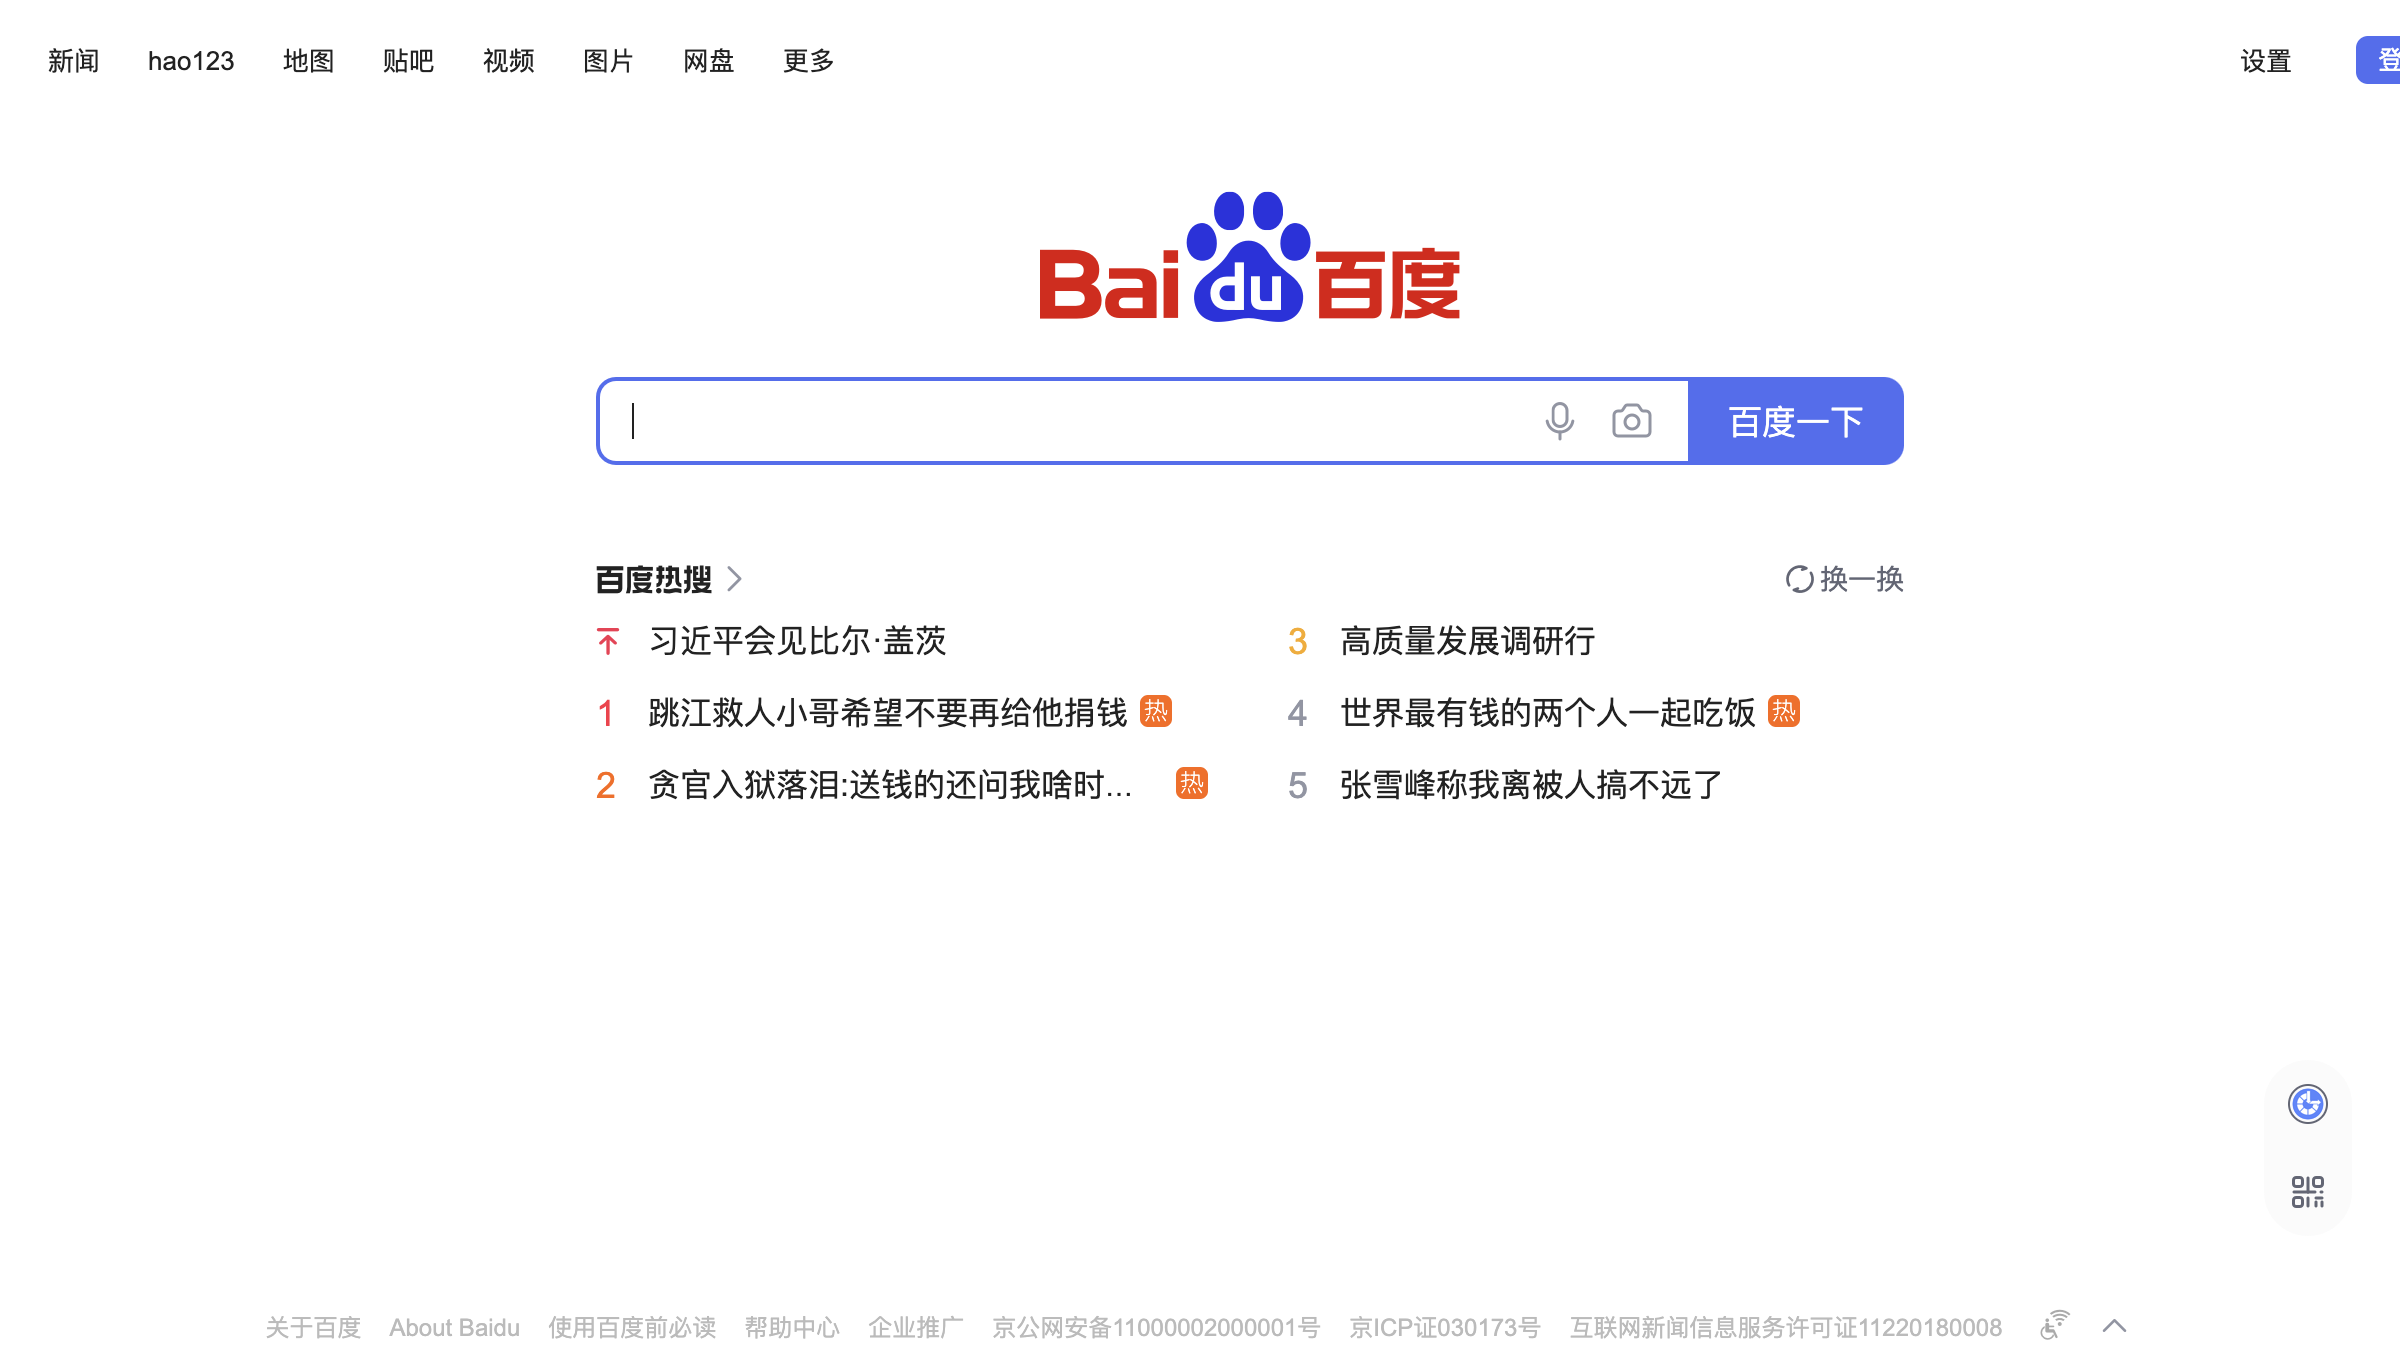 新闻 hao123 地图 贴吧 视频 图片 网盘 更多 设置 登
Bai du 百度
百度一下
百度热搜 换一换
习近平会见比尔·盖茨
1 跳江救人小哥希望不要再给他捐钱 热
2 贪官入狱落泪:送钱的还问我啥时... 热
3 高质量发展调研行
4 世界最有钱的两个人一起吃饭 热
5 张雪峰称我离被人搞不远了
关于百度 About Baidu 使用百度前必读 帮助中心 企业推广 京公网安备11000002000001号 京ICP证030173号 互联网新闻信息服务许可证11220180008